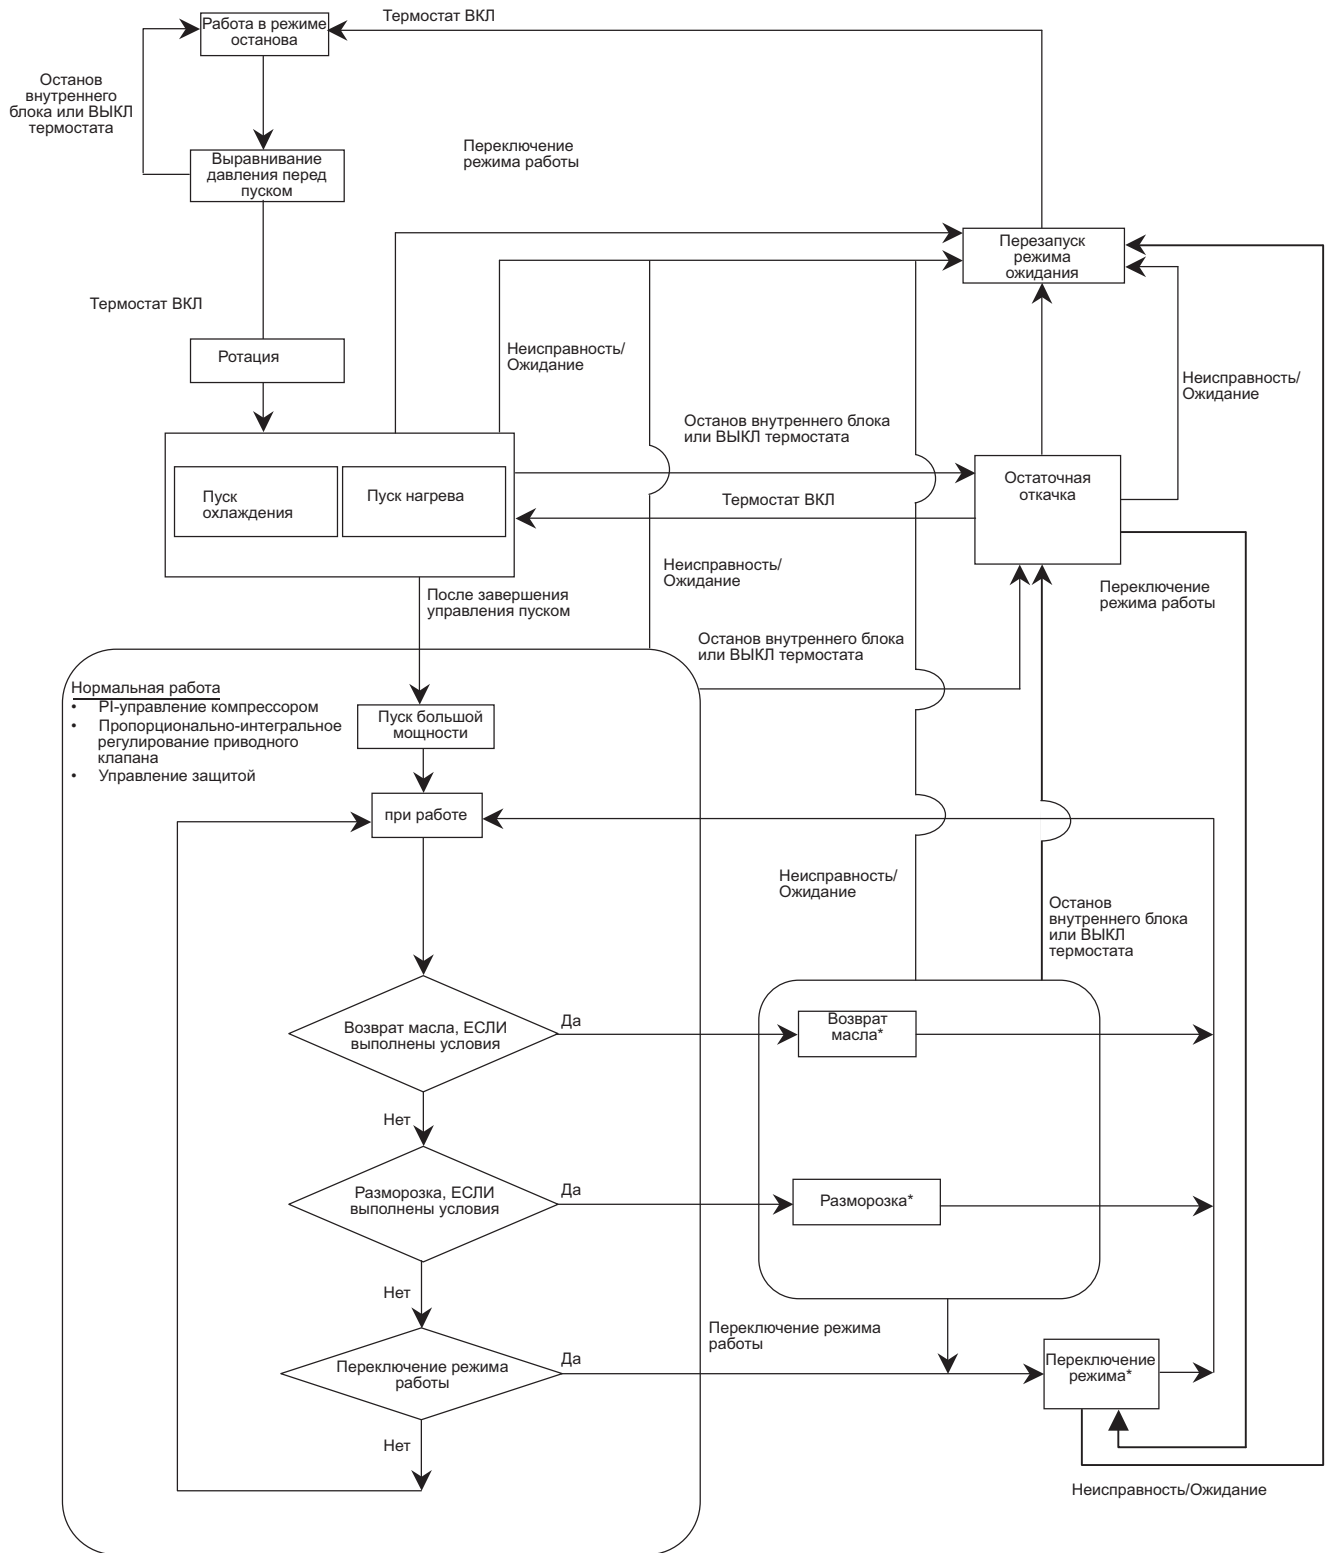 Термостат ВКЛ
Работа в режиме
останова
Останов
внутреннего
блока или ВЫКЛ
термостата
Переключение
режима работы
Выравнивание
давления перед
пуском
Перезапуск
режима
ожидания
Термостат ВКЛ
Ротация
Неисправность/
Ожидание
Неисправность/
Ожидание
Останов внутреннего блока
или ВЫКЛ термостата
Пуск
охлаждения
Пуск нагрева
Термостат ВКЛ
Остаточная
откачка
Неисправность/
Ожидание
После завершения
управления пуском
Переключение
режима работы
Останов внутреннего блока
или ВЫКЛ термостата
Нормальная работа
• PI-управление компрессором
• Пропорционально-интегральное
регулирование приводного
клапана
• Управление защитой
Пуск большой
мощности
при работе
Неисправность/
Ожидание
Останов
внутреннего блока
или ВЫКЛ
термостата
Возврат масла, ЕСЛИ
выполнены условия
Да
Возврат
масла*
Нет
Разморозка, ЕСЛИ
выполнены условия
Да
Разморозка*
Нет
Переключение режима
работы
Переключение режима
работы
Да
Переключение
режима*
Нет
Неисправность/Ожидание